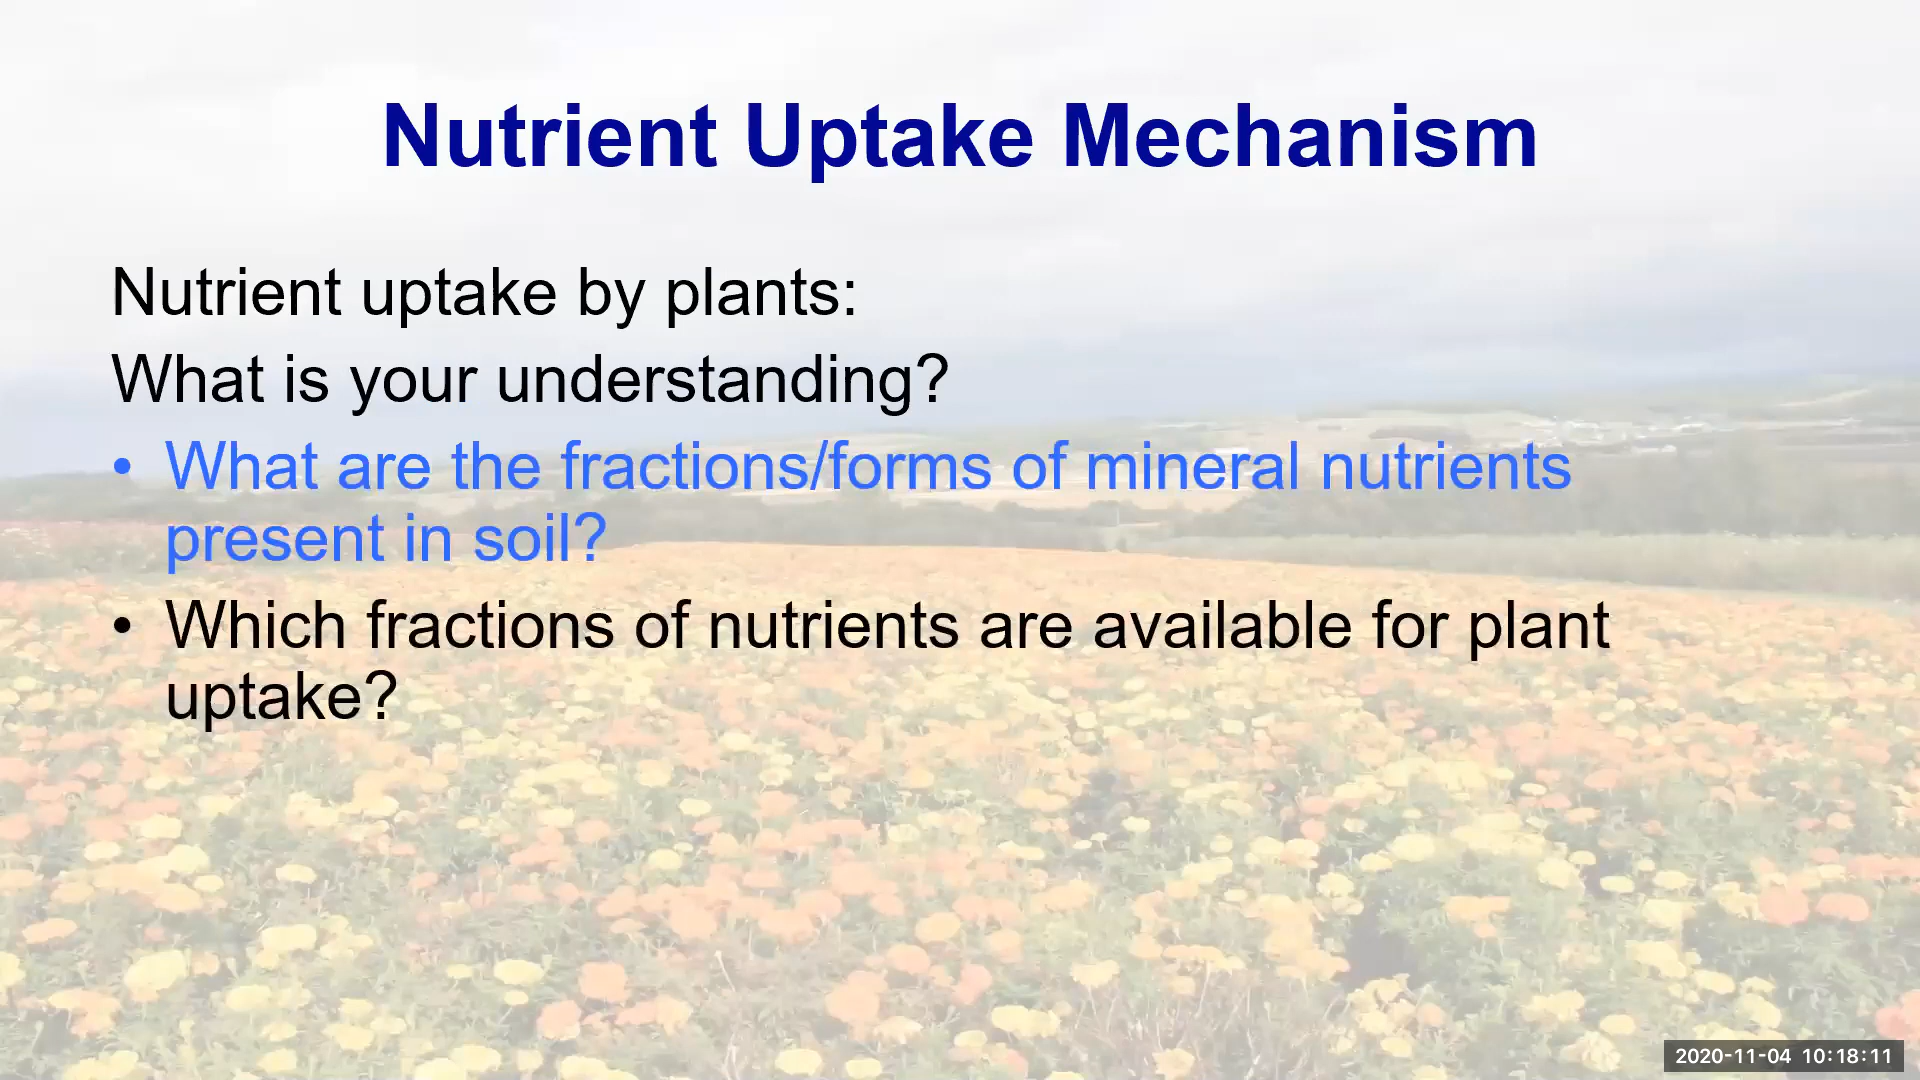 Nutrient Uptake Mechanism
Nutrient uptake by plants:
What is your understanding?
• What are the fractions/forms of mineral nutrients
present in soil?
• Which fractions of nutrients are available for plant
uptake?
2020-11-04 10:18:11